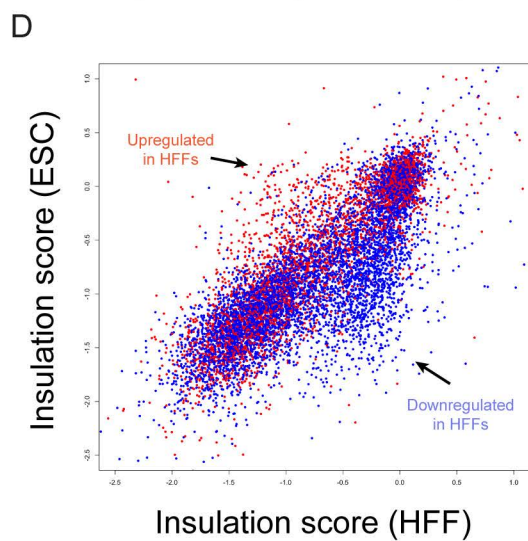 D
1.0
0.5
0.0
-0.5
-1.0
-1.5
-2.0
-2.5
Insulation score (ESC)
Upregulated
in HFFs
Downregulated
in HFFs
-2.5 -2.0 -1.5 -1.0 -0.5 0.0 0.5 1.0
Insulation score (HFF)